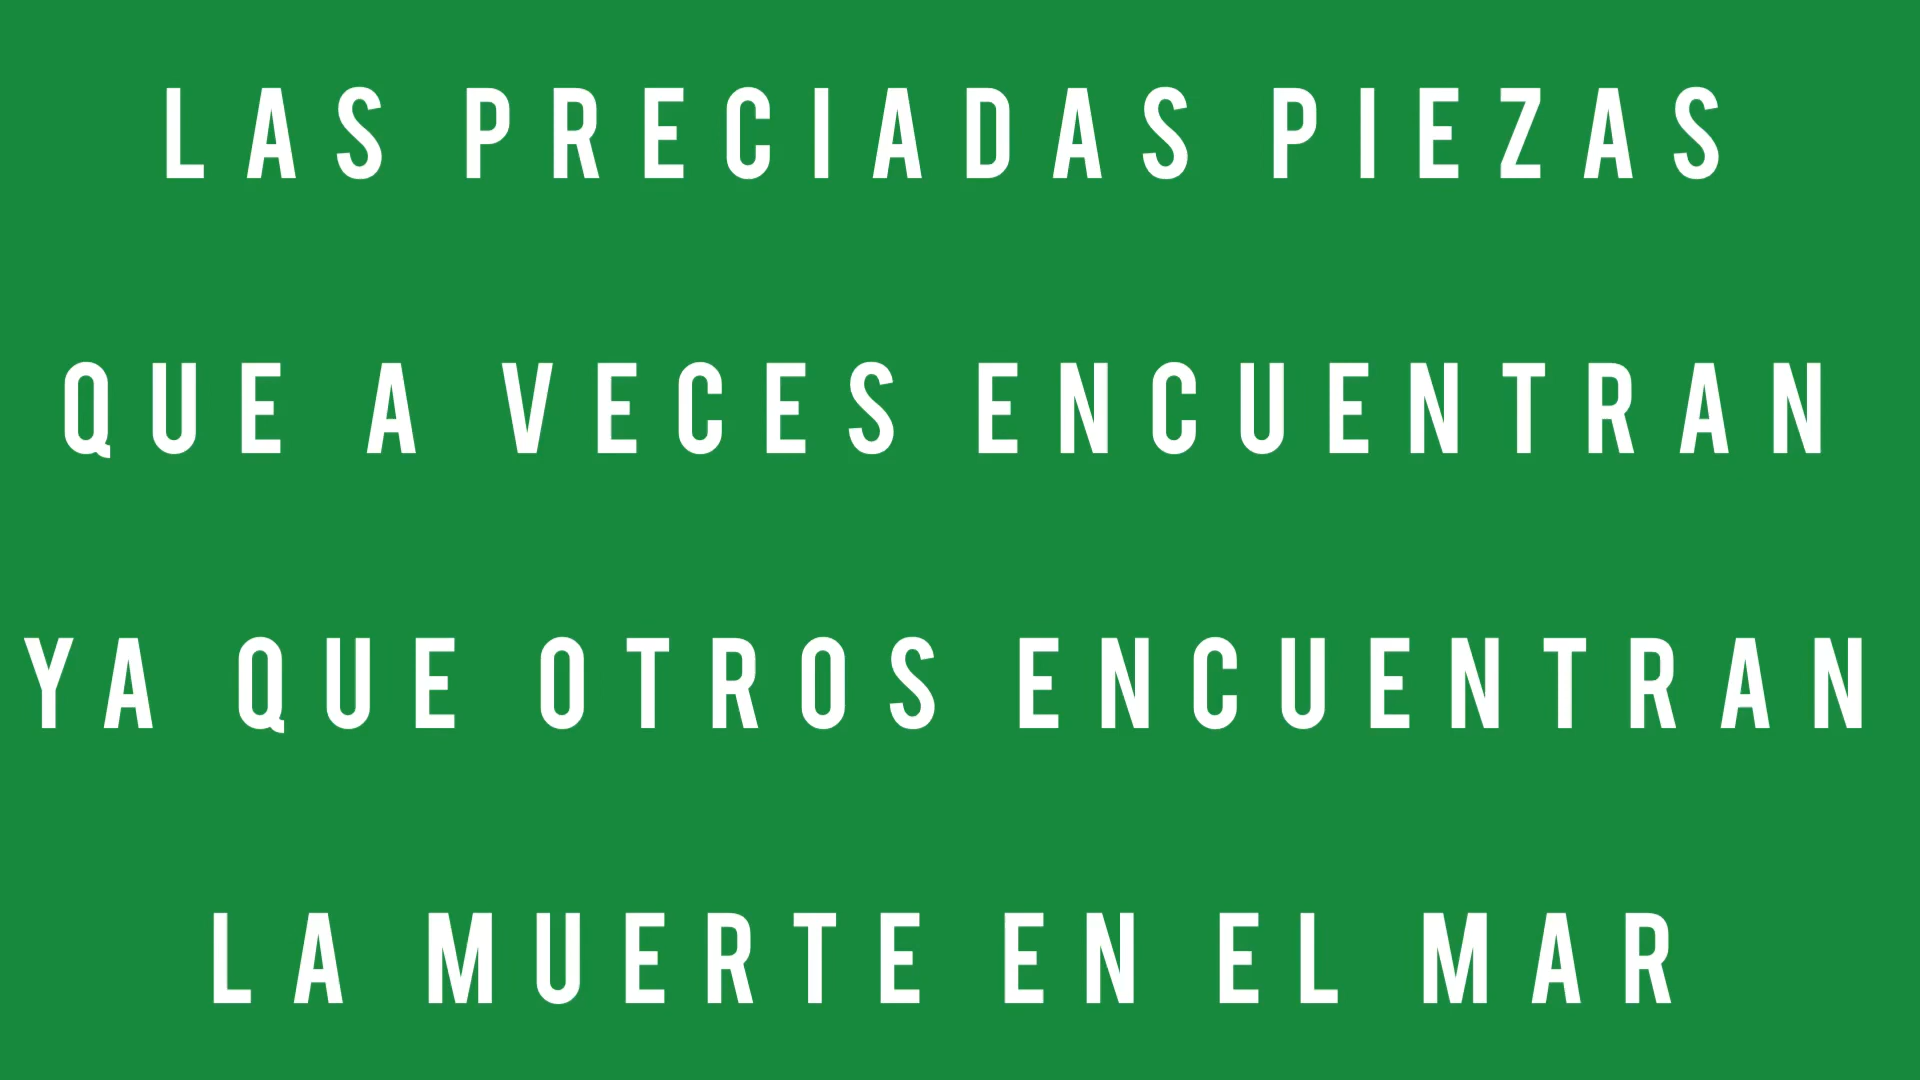 LAS PRECIADAS PIEZAS
QUE A VECES ENCUENTRAN
YA QUE OTROS ENCUENTRAN
LA MUERTE EN EL MAR